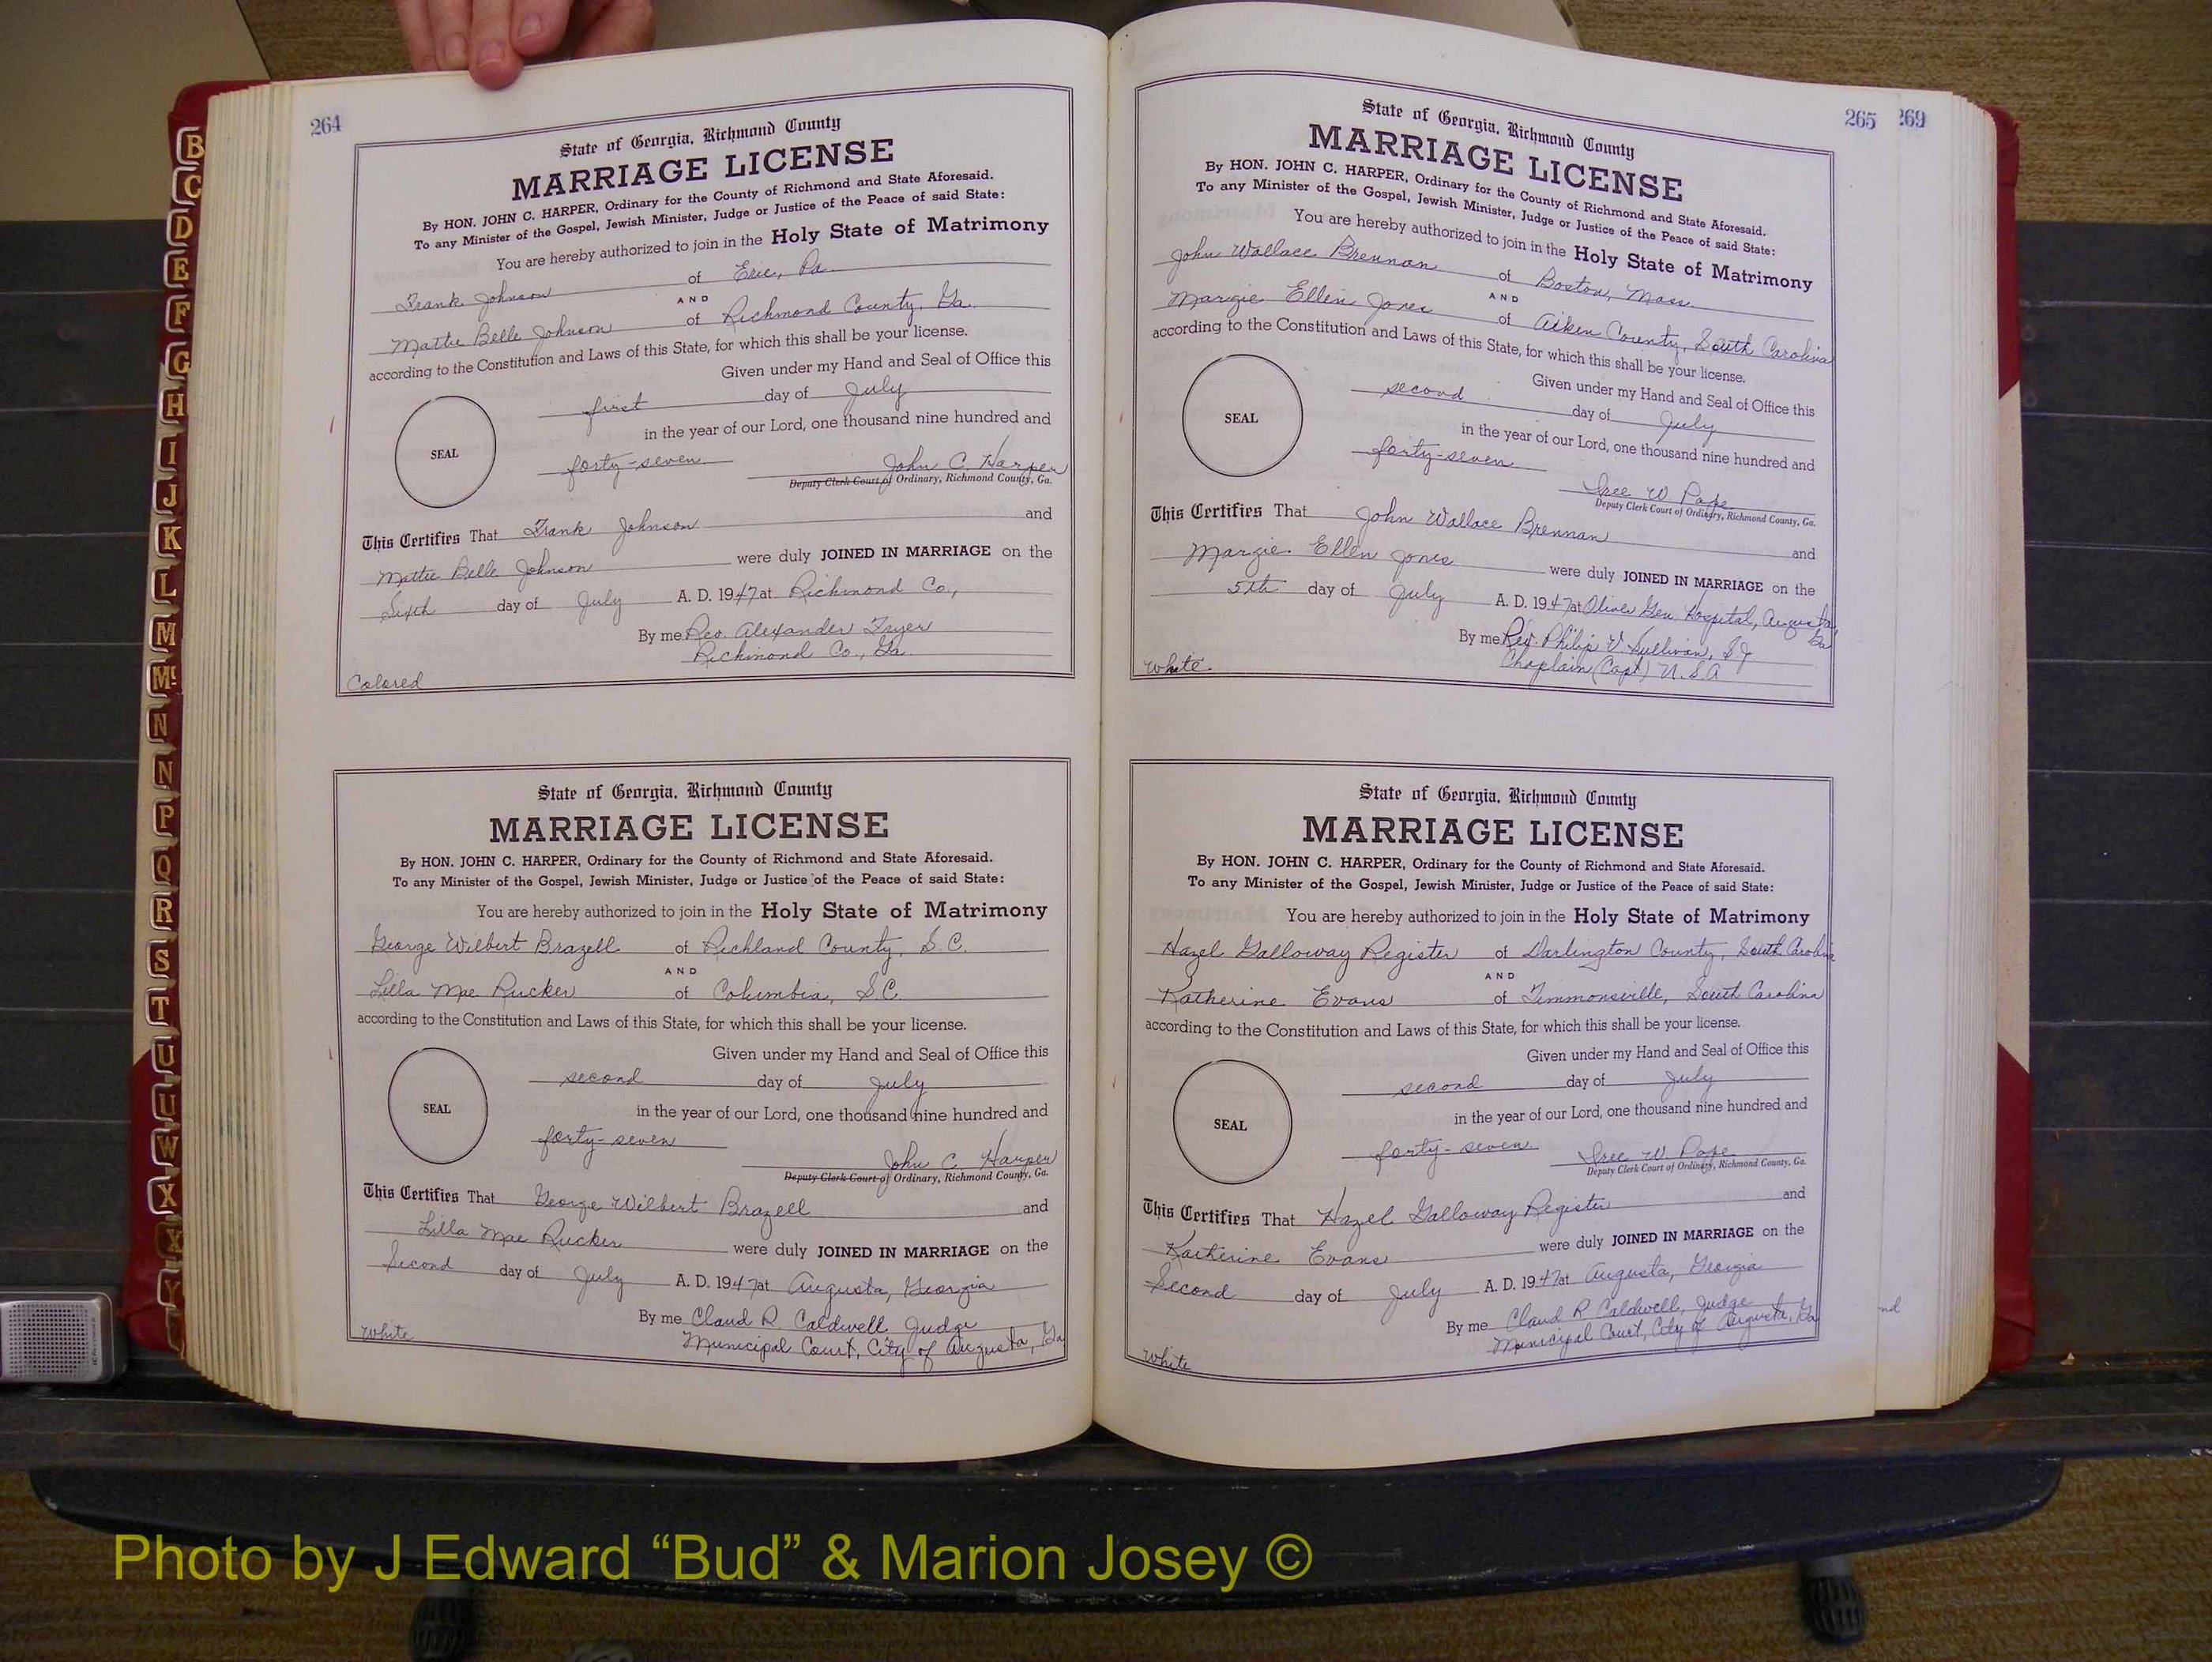 264
State of Georgia, Richmond County
MARRIAGE LICENSE
By HON. JOHN C. HARPER, Ordinary for the County of Richmond and State Aforesaid.
To any Minister of the Gospel, Jewish Minister, Judge or Justice of the Peace of said State:
You are hereby authorized to join in the Holy State of Matrimony
Frank Johnson of Erie, Pa.
AND
Mattie Belle Johnson of Richmond County, Ga.
according to the Constitution and Laws of this State, for which this shall be your license.
Given under my Hand and Seal of Office this
first day of July
in the year of our Lord, one thousand nine hundred and
SEAL
forty-seven. John C. Harper
Deputy Clerk Court of Ordinary, Richmond County, Ga.
This Certifies That Frank Johnson and
Mattie Belle Johnson were duly JOINED IN MARRIAGE on the
Sixth day of July A. D. 1947 at Richmond Co.,
By me Rev. Alexander Fryer
Richmond Co., Ga.
Colored
State of Georgia, Richmond County
MARRIAGE LICENSE
By HON. JOHN C. HARPER, Ordinary for the County of Richmond and State Aforesaid.
To any Minister of the Gospel, Jewish Minister, Judge or Justice of the Peace of said State:
You are hereby authorized to join in the Holy State of Matrimony
George Wilbert Brazell of Richland County, S.C.
AND
Lilla Mae Rucker of Columbia, S.C.
according to the Constitution and Laws of this State, for which this shall be your license.
Given under my Hand and Seal of Office this
second day of July
SEAL
in the year of our Lord, one thousand nine hundred and
forty-seven John C. Harper
Deputy Clerk Court of Ordinary, Richmond County, Ga.
This Certifies That George Wilbert Brazell and
Lilla Mae Rucker were duly JOINED IN MARRIAGE on the
Second day of July A. D. 1947 at Augusta, Georgia
By me Claud R. Caldwell Judge
White Municipal Court, City of Augusta, Ga
265
269
State of Georgia, Richmond County
MARRIAGE LICENSE
By HON. JOHN C. HARPER, Ordinary for the County of Richmond and State Aforesaid.
To any Minister of the Gospel, Jewish Minister, Judge or Justice of the Peace of said State:
You are hereby authorized to join in the Holy State of Matrimony
John Wallace Brennan of Boston, Mass.
AND
Margie Ellen Jones of Aiken County, South Carolina
according to the Constitution and Laws of this State, for which this shall be your license.
Given under my Hand and Seal of Office this
second day of July
SEAL
in the year of our Lord, one thousand nine hundred and
forty-seven. W. Pope
Deputy Clerk Court of Ordinary, Richmond County, Ga.
This Certifies That John Wallace Brennan and
Margie Ellen Jones were duly JOINED IN MARRIAGE on the
5th day of July A. D. 1947 at Oliver Gen Hospital, Augusta, Ga
By me Rev. Philip V. Sullivan, SJ
White. Chaplain (Capt) U.S.A
State of Georgia, Richmond County
MARRIAGE LICENSE
By HON. JOHN C. HARPER, Ordinary for the County of Richmond and State Aforesaid.
To any Minister of the Gospel, Jewish Minister, Judge or Justice of the Peace of said State:
You are hereby authorized to join in the Holy State of Matrimony
Hazel Galloway Register of Darlington County, South Carolina
AND
Katherine Evans of Timmonsville, South Carolina
according to the Constitution and Laws of this State, for which this shall be your license.
Given under my Hand and Seal of Office this
second day of July
SEAL
in the year of our Lord, one thousand nine hundred and
forty-seven. W. Pope
Deputy Clerk Court of Ordinary, Richmond County, Ga.
This Certifies That Hazel Galloway Register and
Katherine Evans were duly JOINED IN MARRIAGE on the
Second day of July A. D. 1947 at Augusta, Georgia
By me Claud R. Caldwell, Judge
White Municipal Court, City of Augusta, Ga
nd
B
C
D
E
F
G
H
I
J
K
L
M
Mc
N
N
P
Q
R
S
T
U
U
W
X
X
Y
Photo by J Edward “Bud” & Marion Josey ©